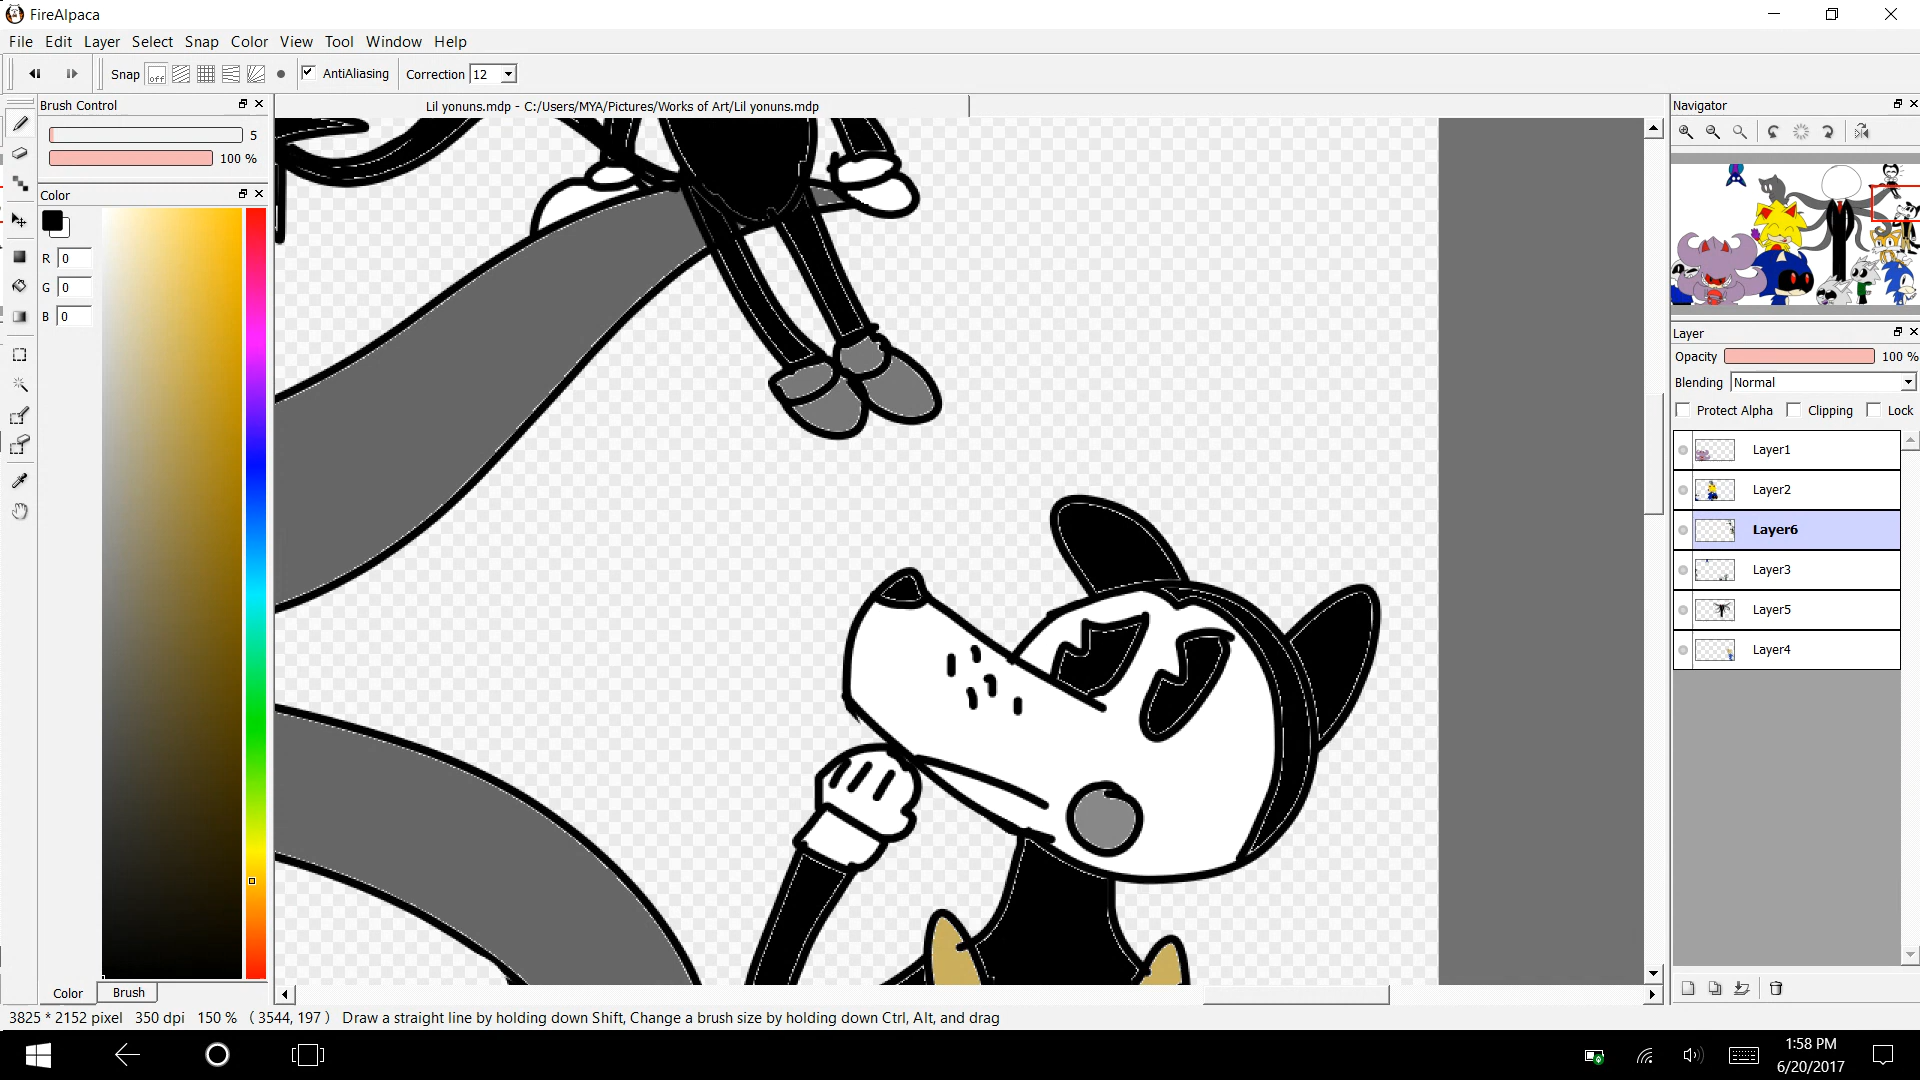 FireAlpaca
File Edit Layer Select Snap Color View Tool Window Help
Snap off AntiAliasing Correction 12
Brush Control
Lil yonuns.mdp - C:/Users/MYA/Pictures/Works of Art/Lil yonuns.mdp
Navigator
5
100 %
Color
R 0
G 0
B 0
Layer
Opacity 100 %
Blending Normal
Protect Alpha Clipping Lock
Layer1
Layer2
Layer6
Layer3
Layer5
Layer4
Color Brush
3825 * 2152 pixel 350 dpi 150 % ( 3544, 197 ) Draw a straight line by holding down Shift, Change a brush size by holding down Ctrl, Alt, and drag
1:58 PM
6/20/2017